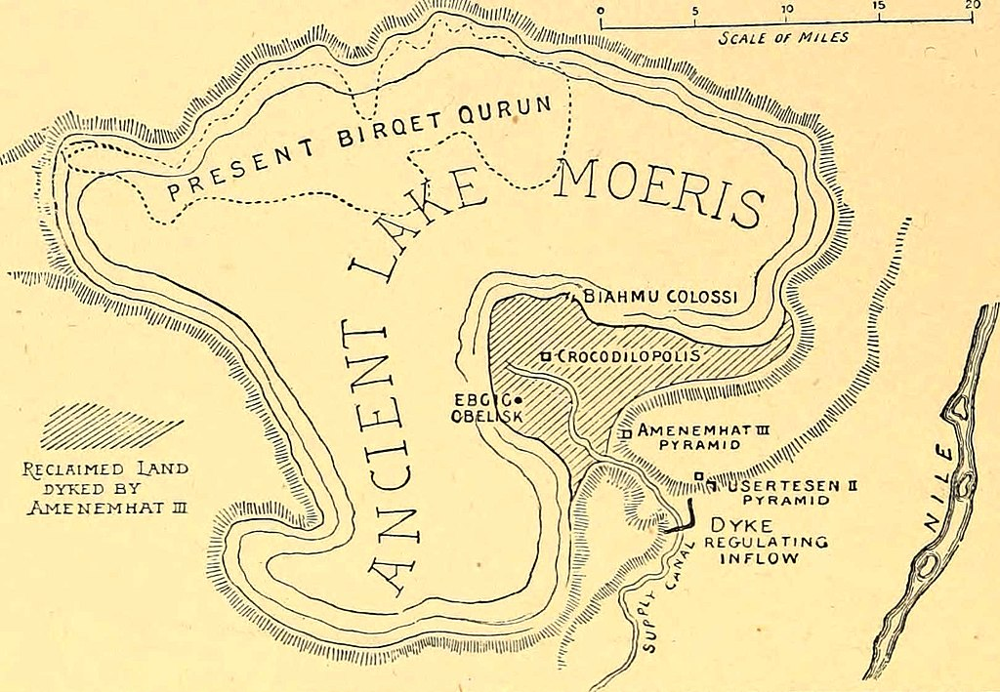 0 5 10 15 20
SCALE OF MILES
PRESENT BIRQET QURUN
ANCIENT LAKE MOERIS
BIAHMU COLOSSI
CROCODILOPOLIS
EBGIG
OBELISK
AMENEMHAT III
PYRAMID
USERTESEN II
PYRAMID
DYKE
REGULATING
INFLOW
SUPPLY CANAL
NILE
RECLAIMED LAND
DYKED BY
AMENEMHAT III